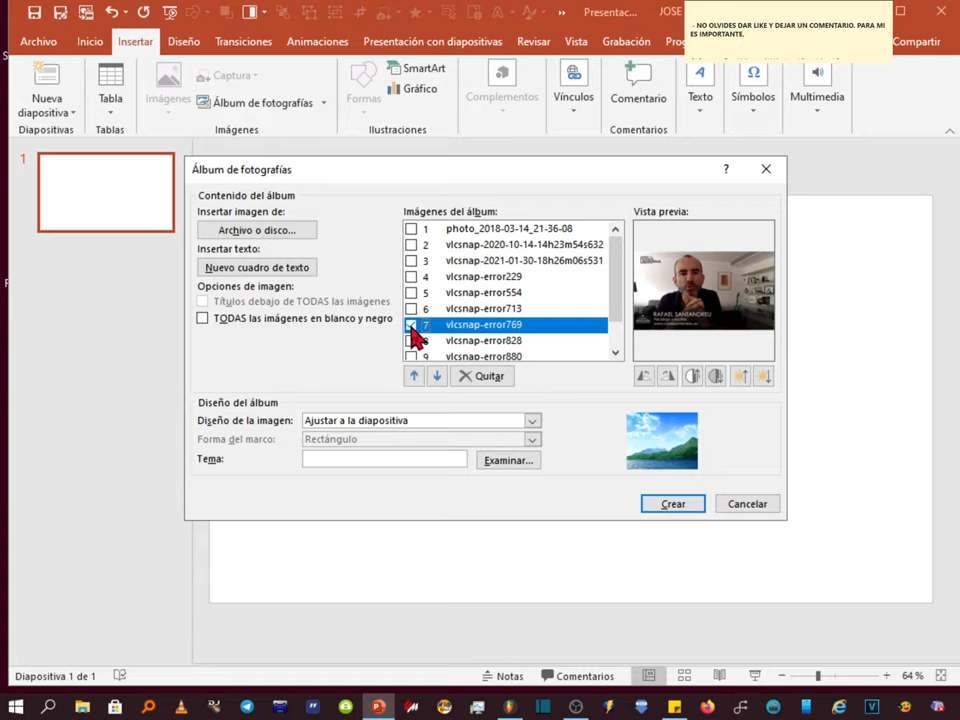 Presentac...
JOSE
- NO OLVIDES DAR LIKE Y DEJAR UN COMENTARIO. PARA MI
ES IMPORTANTE.
Archivo
Inicio
Insertar
Diseño
Transiciones
Animaciones
Presentación con diapositivas
Revisar
Vista
Grabación
Compartir
Nueva
diapositiva
Diapositivas
Tabla
Tablas
Imágenes
Captura
Álbum de fotografías
Imágenes
Formas
SmartArt
Gráfico
Ilustraciones
Complementos
Vínculos
Comentario
Comentarios
Texto
Símbolos
Multimedia
1
Álbum de fotografías
?
Contenido del álbum
Insertar imagen de:
Archivo o disco...
Insertar texto:
Nuevo cuadro de texto
Opciones de imagen:
Títulos debajo de TODAS las imágenes
TODAS las imágenes en blanco y negro
Imágenes del álbum:
1 photo_2018-03-14_21-36-08
2 vlcsnap-2020-10-14-14h23m54s632
3 vlcsnap-2021-01-30-18h26m06s531
4 vlcsnap-error229
5 vlcsnap-error554
6 vlcsnap-error713
7 vlcsnap-error769
8 vlcsnap-error828
9 vlcsnap-error880
Quitar
Vista previa:
RAFAEL SANTANDREU
Diseño del álbum
Diseño de la imagen:
Ajustar a la diapositiva
Forma del marco:
Rectángulo
Tema:
Examinar...
Crear
Cancelar
Diapositiva 1 de 1
Notas
Comentarios
64 %